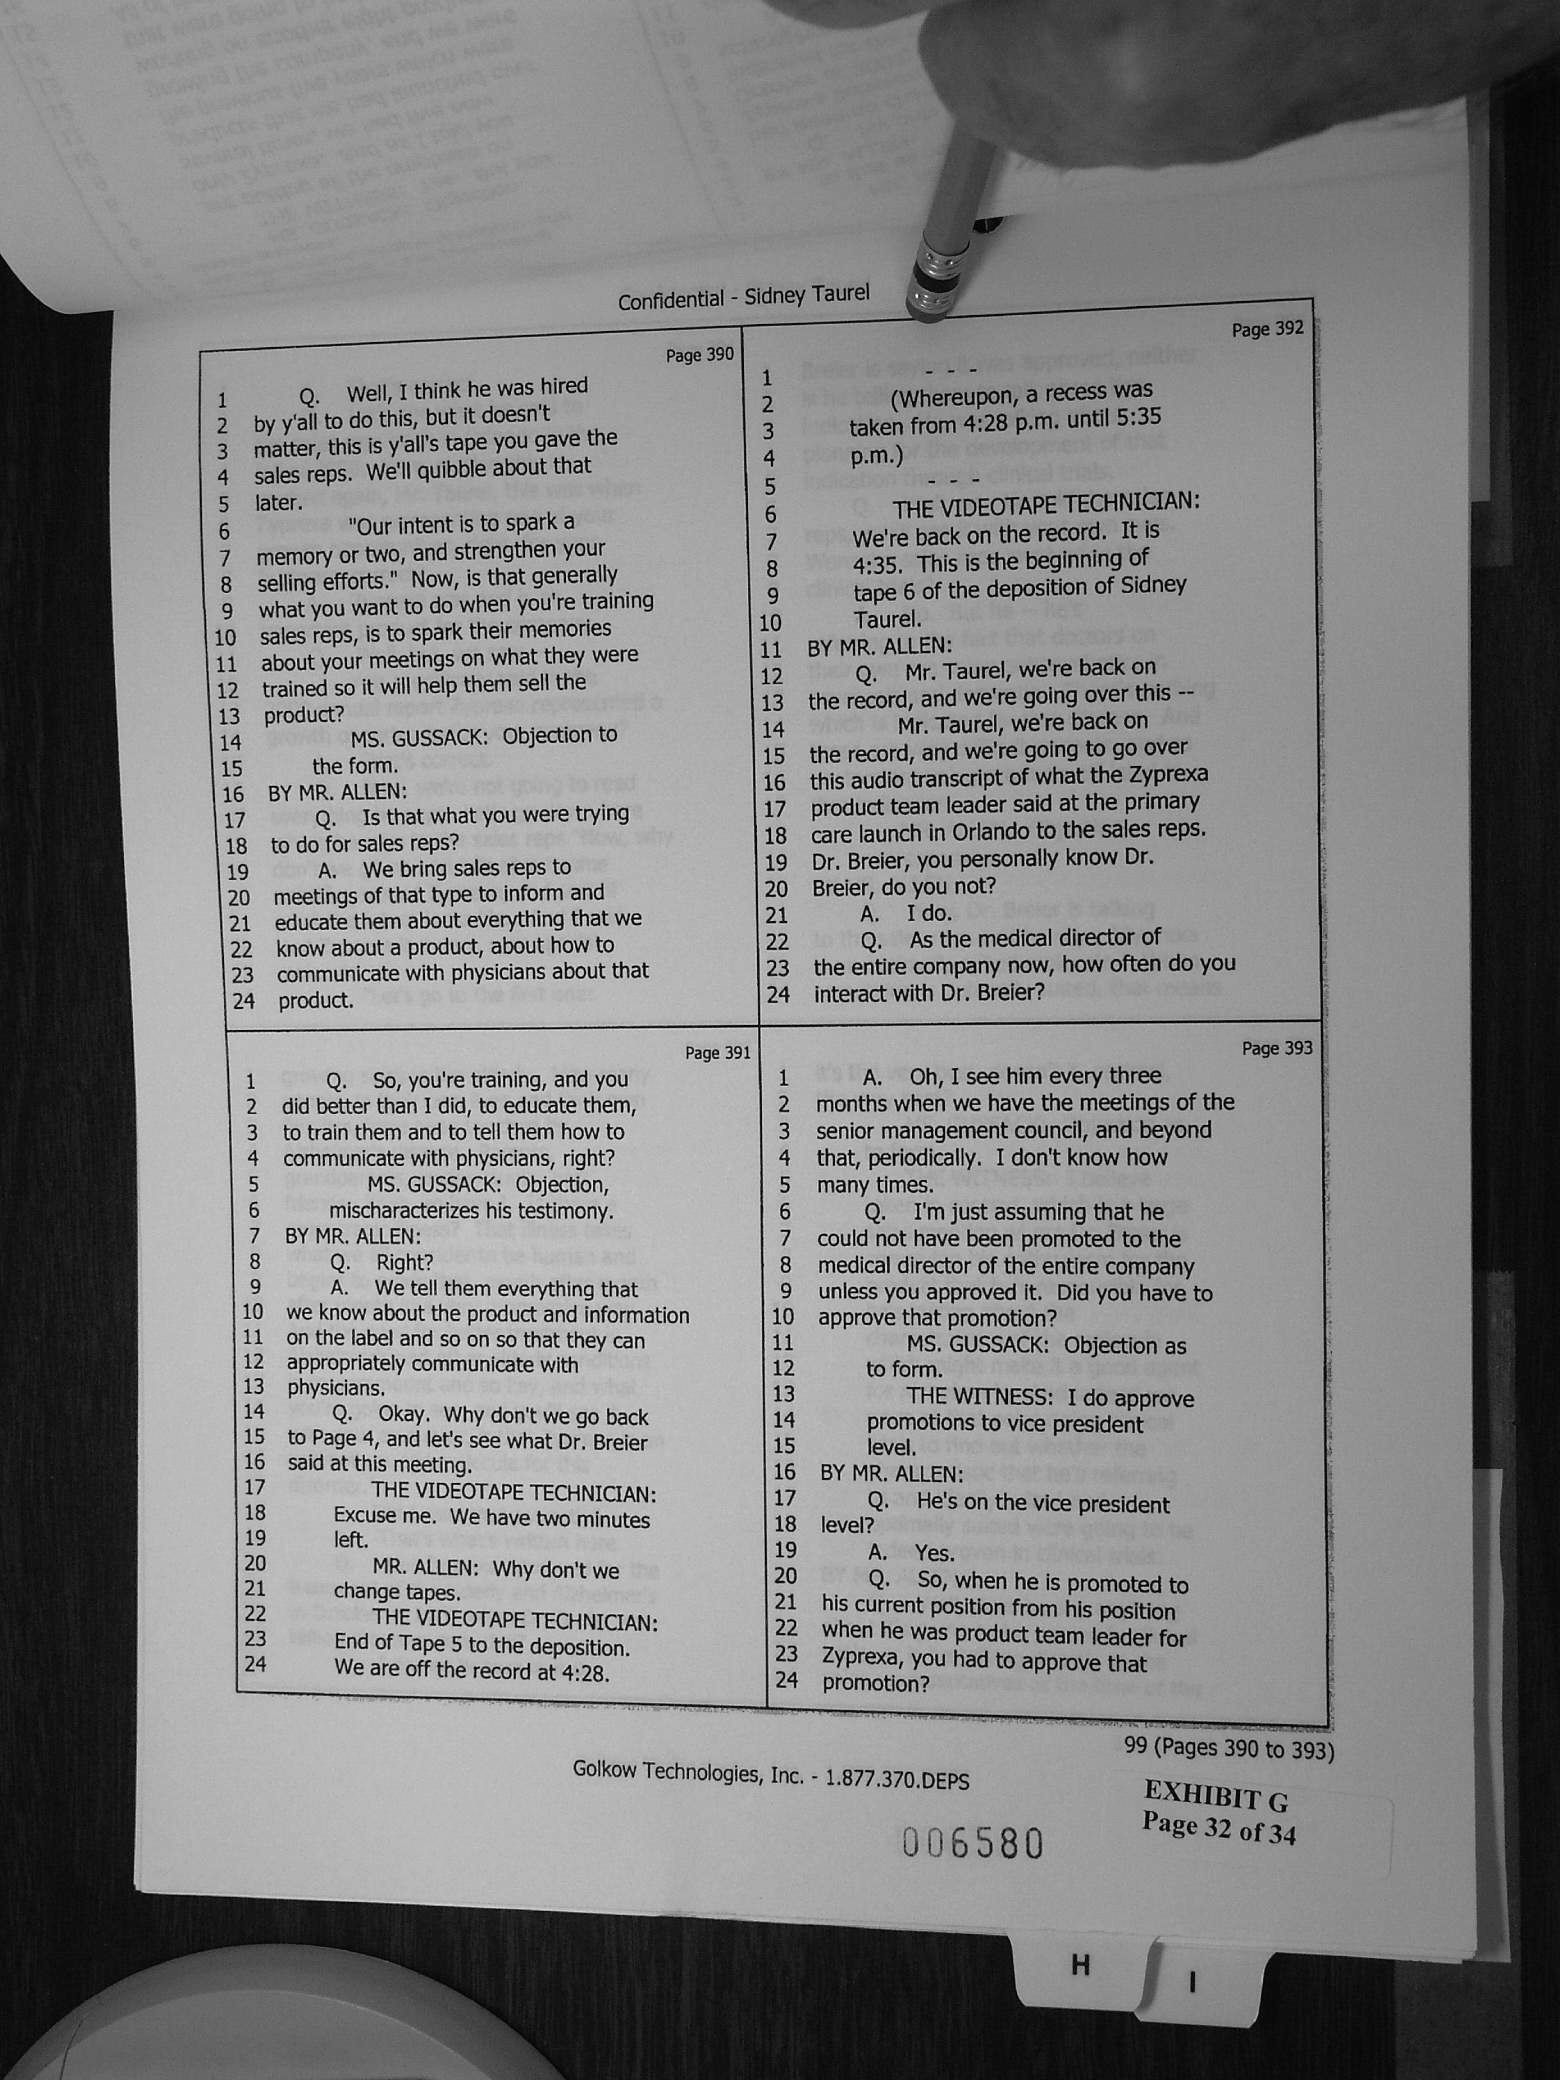 Confidential - Sidney Taurel
Page 390
1 Q. Well, I think he was hired
2 by y'all to do this, but it doesn't
3 matter, this is y'all's tape you gave the
4 sales reps. We'll quibble about that
5 later.
6 "Our intent is to spark a
7 memory or two, and strengthen your
8 selling efforts." Now, is that generally
9 what you want to do when you're training
10 sales reps, is to spark their memories
11 about your meetings on what they were
12 trained so it will help them sell the
13 product?
14 MS. GUSSACK: Objection to
15 the form.
16 BY MR. ALLEN:
17 Q. Is that what you were trying
18 to do for sales reps?
19 A. We bring sales reps to
20 meetings of that type to inform and
21 educate them about everything that we
22 know about a product, about how to
23 communicate with physicians about that
24 product.
Page 391
1 Q. So, you're training, and you
2 did better than I did, to educate them,
3 to train them and to tell them how to
4 communicate with physicians, right?
5 MS. GUSSACK: Objection,
6 mischaracterizes his testimony.
7 BY MR. ALLEN:
8 Q. Right?
9 A. We tell them everything that
10 we know about the product and information
11 on the label and so on so that they can
12 appropriately communicate with
13 physicians.
14 Q. Okay. Why don't we go back
15 to Page 4, and let's see what Dr. Breier
16 said at this meeting.
17 THE VIDEOTAPE TECHNICIAN:
18 Excuse me. We have two minutes
19 left.
20 MR. ALLEN: Why don't we
21 change tapes.
22 THE VIDEOTAPE TECHNICIAN:
23 End of Tape 5 to the deposition.
24 We are off the record at 4:28.
Page 392
1 - - -
2 (Whereupon, a recess was
3 taken from 4:28 p.m. until 5:35
4 p.m.)
5 - - -
6 THE VIDEOTAPE TECHNICIAN:
7 We're back on the record. It is
8 4:35. This is the beginning of
9 tape 6 of the deposition of Sidney
10 Taurel.
11 BY MR. ALLEN:
12 Q. Mr. Taurel, we're back on
13 the record, and we're going over this --
14 Mr. Taurel, we're back on
15 the record, and we're going to go over
16 this audio transcript of what the Zyprexa
17 product team leader said at the primary
18 care launch in Orlando to the sales reps.
19 Dr. Breier, you personally know Dr.
20 Breier, do you not?
21 A. I do.
22 Q. As the medical director of
23 the entire company now, how often do you
24 interact with Dr. Breier?
Page 393
1 A. Oh, I see him every three
2 months when we have the meetings of the
3 senior management council, and beyond
4 that, periodically. I don't know how
5 many times.
6 Q. I'm just assuming that he
7 could not have been promoted to the
8 medical director of the entire company
9 unless you approved it. Did you have to
10 approve that promotion?
11 MS. GUSSACK: Objection as
12 to form.
13 THE WITNESS: I do approve
14 promotions to vice president
15 level.
16 BY MR. ALLEN:
17 Q. He's on the vice president
18 level?
19 A. Yes.
20 Q. So, when he is promoted to
21 his current position from his position
22 when he was product team leader for
23 Zyprexa, you had to approve that
24 promotion?
99 (Pages 390 to 393)
Golkow Technologies, Inc. - 1.877.370.DEPS
EXHIBIT G
Page 32 of 34
006580
H
I